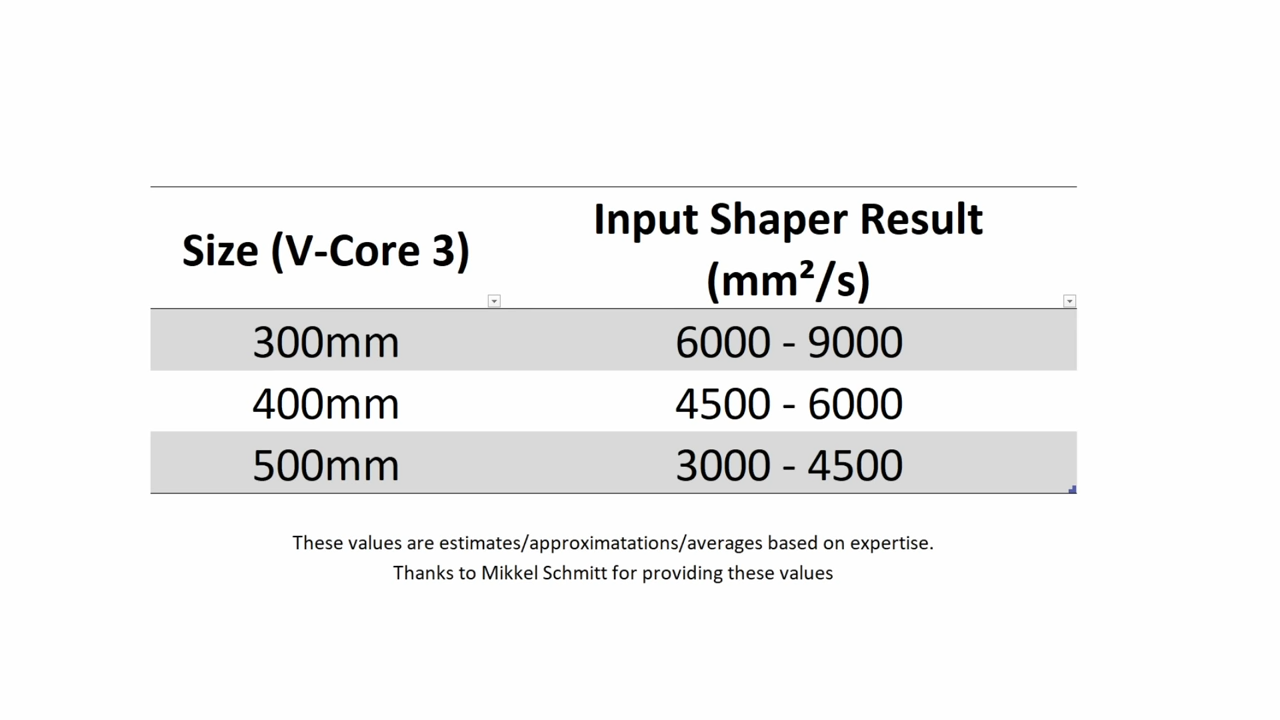 Size (V-Core 3)
Input Shaper Result
(mm²/s)
300mm
6000 - 9000
400mm
4500 - 6000
500mm
3000 - 4500
These values are estimates/approximatations/averages based on expertise.
Thanks to Mikkel Schmitt for providing these values